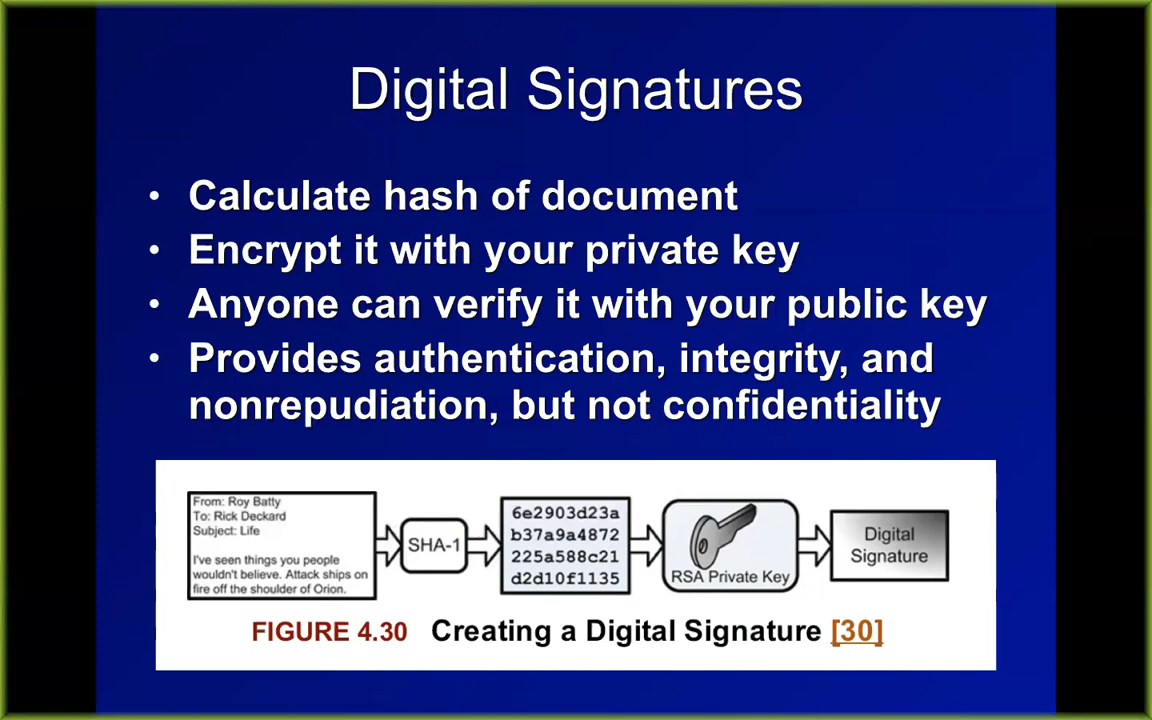 Digital Signatures
• Calculate hash of document
• Encrypt it with your private key
• Anyone can verify it with your public key
• Provides authentication, integrity, and
nonrepudiation, but not confidentiality
From: Roy Batty
To: Rick Deckard
Subject: Life
I've seen things you people
wouldn't believe. Attack ships on
fire off the shoulder of Orion.
SHA-1
6e2903d23a
b37a9a4872
225a588c21
d2d10f1135
RSA Private Key
Digital
Signature
FIGURE 4.30 Creating a Digital Signature [30]